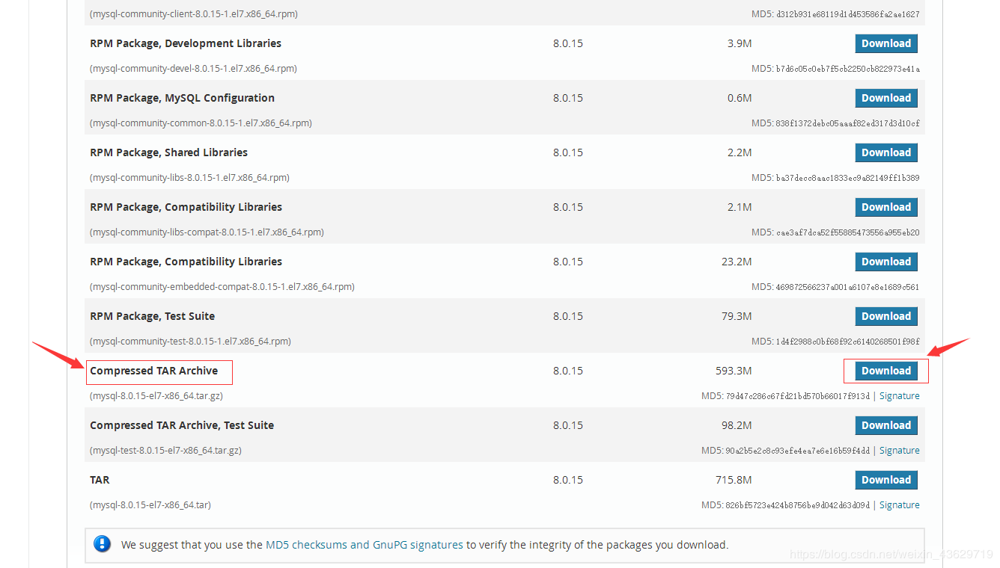 (mysql-community-client-8.0.15-1.el7.x86_64.rpm) MD5: d312b931e68119d1d453586fa2ae1627
RPM Package, Development Libraries 8.0.15 3.9M Download
(mysql-community-devel-8.0.15-1.el7.x86_64.rpm) MD5: b7d6c05c0eb7f5cb2250cb822973e41a
RPM Package, MySQL Configuration 8.0.15 0.6M Download
(mysql-community-common-8.0.15-1.el7.x86_64.rpm) MD5: 838f1372debc05aaaf82ed317d3d10cf
RPM Package, Shared Libraries 8.0.15 2.2M Download
(mysql-community-libs-8.0.15-1.el7.x86_64.rpm) MD5: ba37decc8aac1833ec9a82149ff1b389
RPM Package, Compatibility Libraries 8.0.15 2.1M Download
(mysql-community-libs-compat-8.0.15-1.el7.x86_64.rpm) MD5: cae3af7dca52f55885473556a955eb20
RPM Package, Compatibility Libraries 8.0.15 23.2M Download
(mysql-community-embedded-compat-8.0.15-1.el7.x86_64.rpm) MD5: 469872566237a001a6107e8e1689c561
RPM Package, Test Suite 8.0.15 79.3M Download
(mysql-community-test-8.0.15-1.el7.x86_64.rpm) MD5: 1d4f2988c0bf68f92c6140268501f98f
Compressed TAR Archive 8.0.15 593.3M Download
(mysql-8.0.15-el7-x86_64.tar.gz) MD5: 79d47c286c67fd21bd570b66017f913d | Signature
Compressed TAR Archive, Test Suite 8.0.15 98.2M Download
(mysql-test-8.0.15-el7-x86_64.tar.gz) MD5: 90a2b5e2c8c93efe4ea7e6e16b59f4dd | Signature
TAR 8.0.15 715.8M Download
(mysql-8.0.15-el7-x86_64.tar) MD5: 826bf5723e424b8756be9d042d63d09d | Signature
We suggest that you use the MD5 checksums and GnuPG signatures to verify the integrity of the packages you download.
https://blog.csdn.net/weixin_43629719